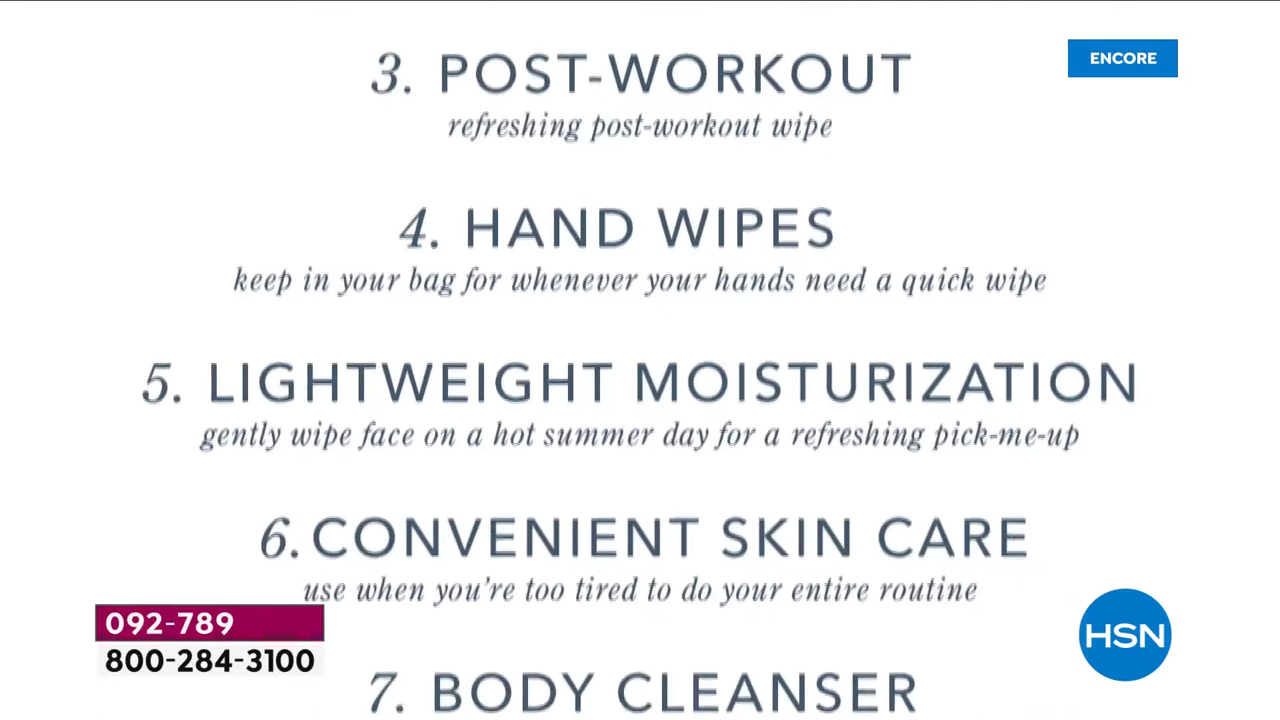 ENCORE
3. POST-WORKOUT
refreshing post-workout wipe
4. HAND WIPES
keep in your bag for whenever your hands need a quick wipe
5. LIGHTWEIGHT MOISTURIZATION
gently wipe face on a hot summer day for a refreshing pick-me-up
6. CONVENIENT SKIN CARE
use when you're too tired to do your entire routine
092-789
800-284-3100
HSN
7. BODY CLEANSER